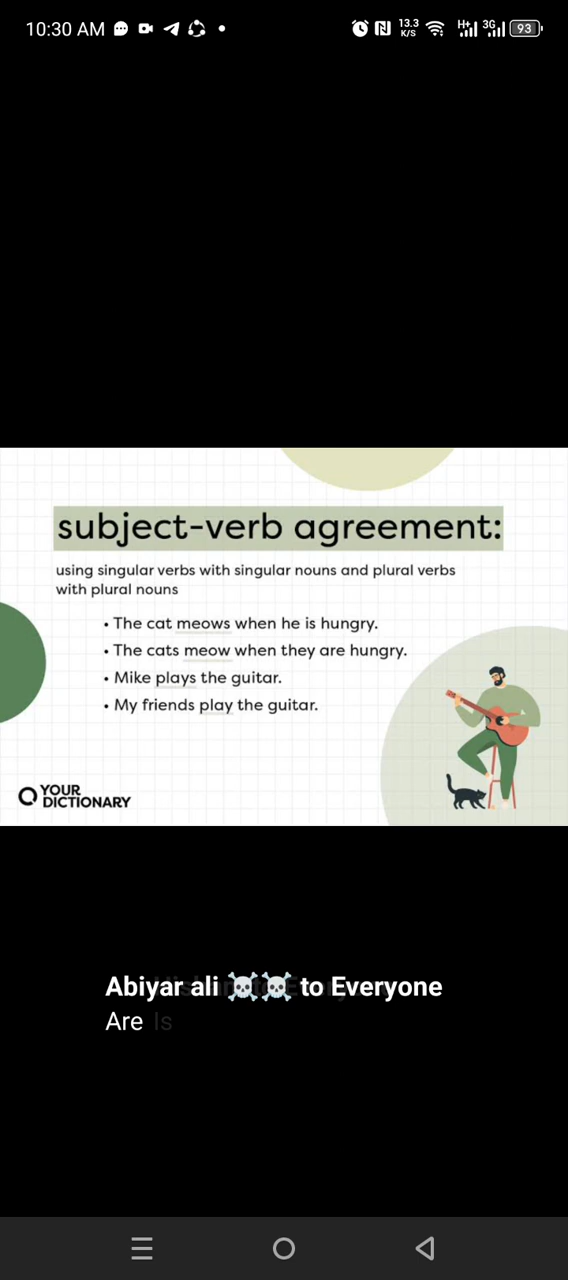 10:30 AM
13.3
K/S
H+
3G
93
subject-verb agreement:
using singular verbs with singular nouns and plural verbs
with plural nouns
• The cat meows when he is hungry.
• The cats meow when they are hungry.
• Mike plays the guitar.
• My friends play the guitar.
YOUR
DICTIONARY
Abiyar ali ☠️☠️ to Everyone
Are Is